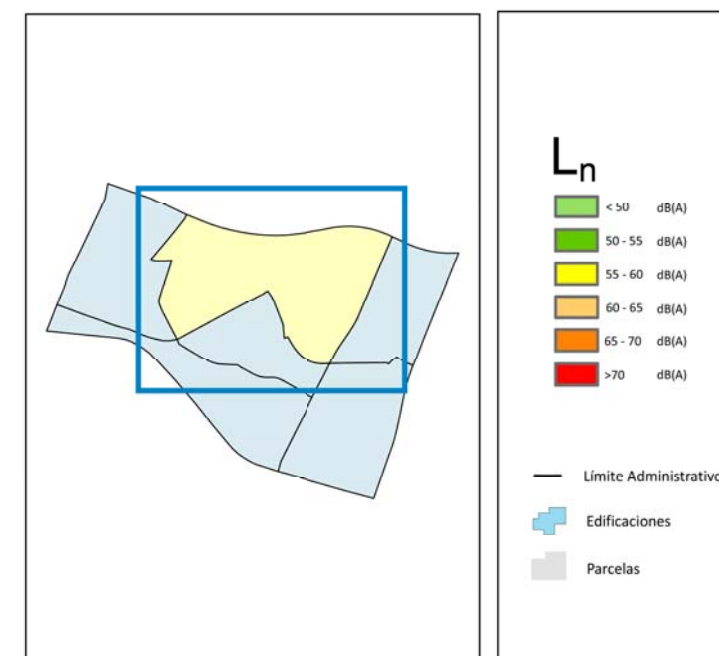 Ln
< 50 dB(A)
50 - 55 dB(A)
55 - 60 dB(A)
60 - 65 dB(A)
65 - 70 dB(A)
>70 dB(A)
Límite Administrativo
Edificaciones
Parcelas